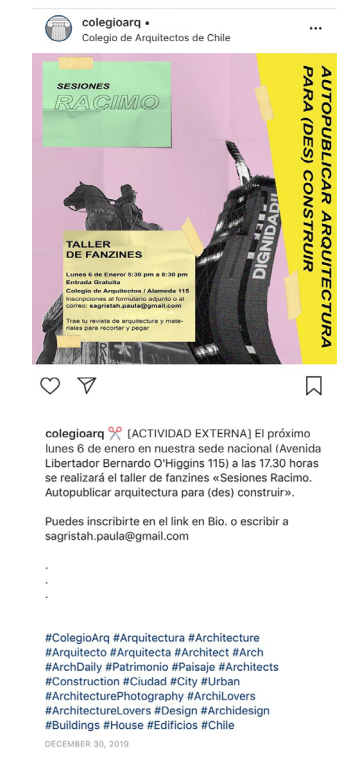 colegioarq •
Colegio de Arquitectos de Chile
SESIONES
RACIMO
AUTOPUBLICAR ARQUITECTURA
PARA (DES) CONSTRUIR
DIGNIDAD
TALLER
DE FANZINES
Lunes 6 de Enero/ 5:30 pm a 8:30 pm
Entrada Gratuita
Colegio de Arquitectos / Alameda 115
Inscripciones al formulario adjunto o al
correo: sagristah.paula@gmail.com
Trae tu revista de arquitectura y mate-
riales para recortar y pegar
colegioarq ✂️ [ACTIVIDAD EXTERNA] El próximo
lunes 6 de enero en nuestra sede nacional (Avenida
Libertador Bernardo O'Higgins 115) a las 17.30 horas
se realizará el taller de fanzines «Sesiones Racimo.
Autopublicar arquitectura para (des) construir».
Puedes inscribirte en el link en Bio. o escribir a
sagristah.paula@gmail.com
.
.
.
#ColegioArq #Arquitectura #Architecture
#Arquitecto #Arquitecta #Architect #Arch
#ArchDaily #Patrimonio #Paisaje #Architects
#Construction #Ciudad #City #Urban
#ArchitecturePhotography #ArchiLovers
#ArchitectureLovers #Design #Archidesign
#Buildings #House #Edificios #Chile
DECEMBER 30, 2019